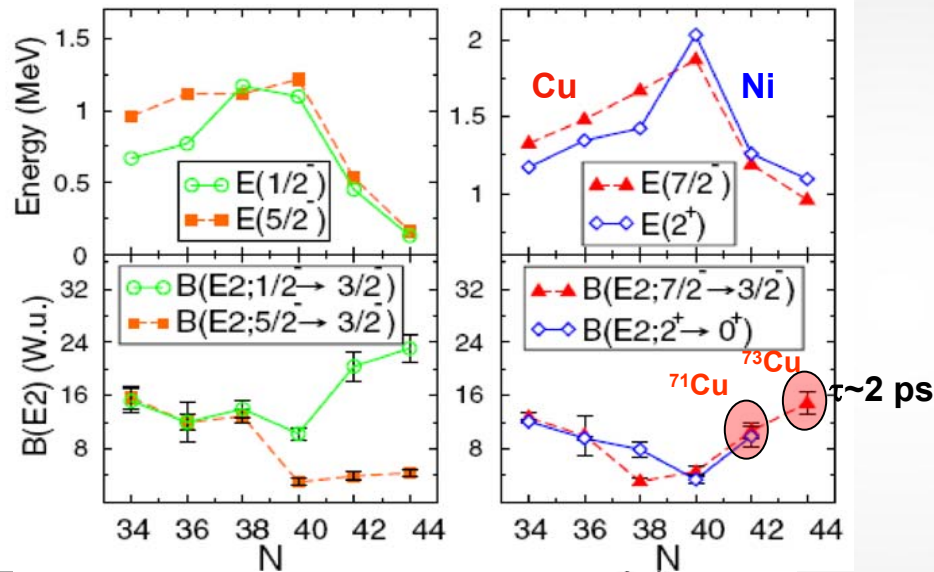 Energy (MeV)
1.5
1
0.5
0
E(1/2⁻)
E(5/2⁻)
2
1.5
1
Cu
Ni
E(7/2⁻)
E(2⁺)
B(E2) (W.u.)
32
24
16
8
B(E2;1/2⁻→ 3/2⁻)
B(E2;5/2⁻→ 3/2⁻)
34 36 38 40 42 44
N
32
24
16
8
B(E2;7/2⁻→3/2⁻)
B(E2;2⁺→ 0⁺)
⁷¹Cu
⁷³Cu
τ~2 ps
34 36 38 40 42 44
N